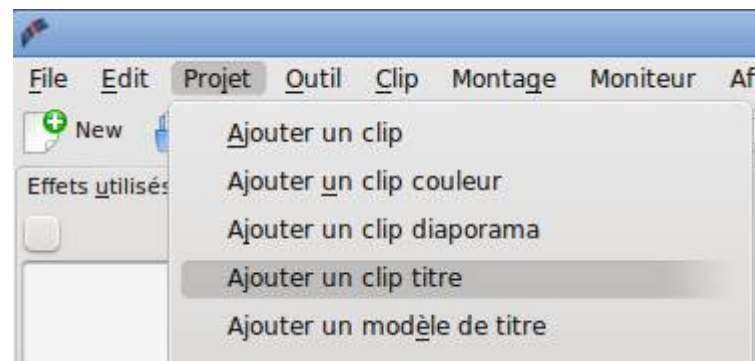 File Edit Projet Outil Clip Montage Moniteur Af
New
Ajouter un clip
Effets utilisés
Ajouter un clip couleur
Ajouter un clip diaporama
Ajouter un clip titre
Ajouter un modèle de titre